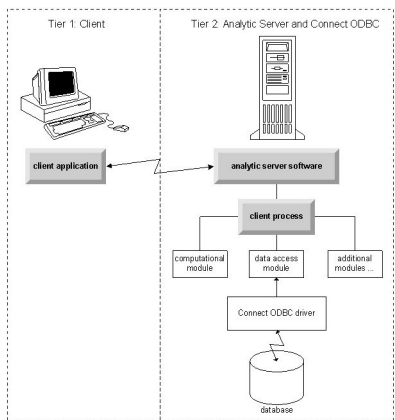 Tier 1: Client
Tier 2: Analytic Server and Connect ODBC
client application
analytic server software
client process
computational
module
data access
module
additional
modules ...
Connect ODBC driver
database